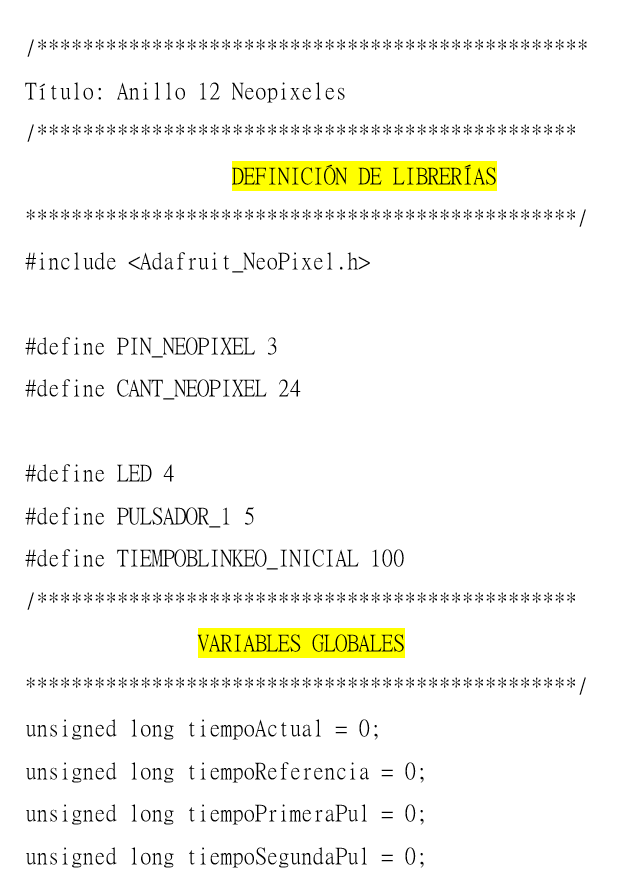 /************************************************
Título: Anillo 12 Neopixeles
/***********************************************
DEFINICIÓN DE LIBRERÍAS
************************************************/
#include <Adafruit_NeoPixel.h>
#define PIN_NEOPIXEL 3
#define CANT_NEOPIXEL 24
#define LED 4
#define PULSADOR_1 5
#define TIEMPOBLINKEO_INICIAL 100
/***********************************************
VARIABLES GLOBALES
************************************************/
unsigned long tiempoActual = 0;
unsigned long tiempoReferencia = 0;
unsigned long tiempoPrimeraPul = 0;
unsigned long tiempoSegundaPul = 0;